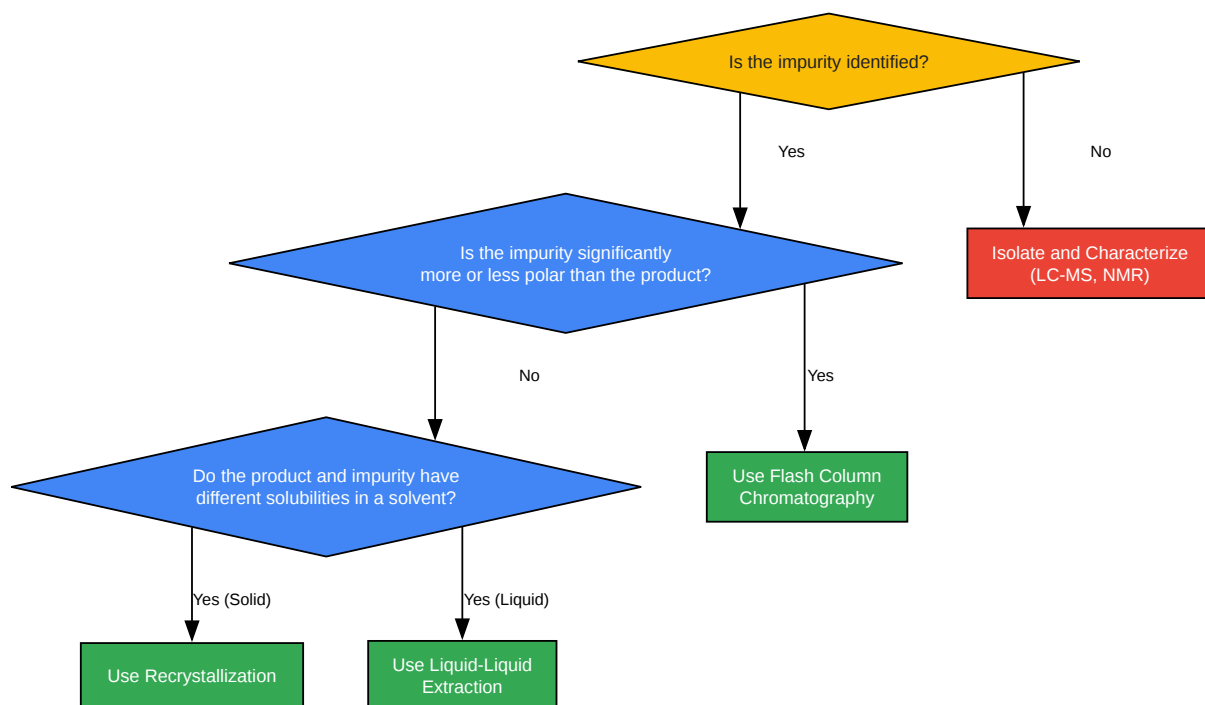 Is the impurity identified?
Yes
No
Is the impurity significantly
more or less polar than the product?
Isolate and Characterize
(LC-MS, NMR)
No
Yes
Do the product and impurity have
different solubilities in a solvent?
Use Flash Column
Chromatography
Yes (Solid)
Yes (Liquid)
Use Recrystallization
Use Liquid-Liquid
Extraction